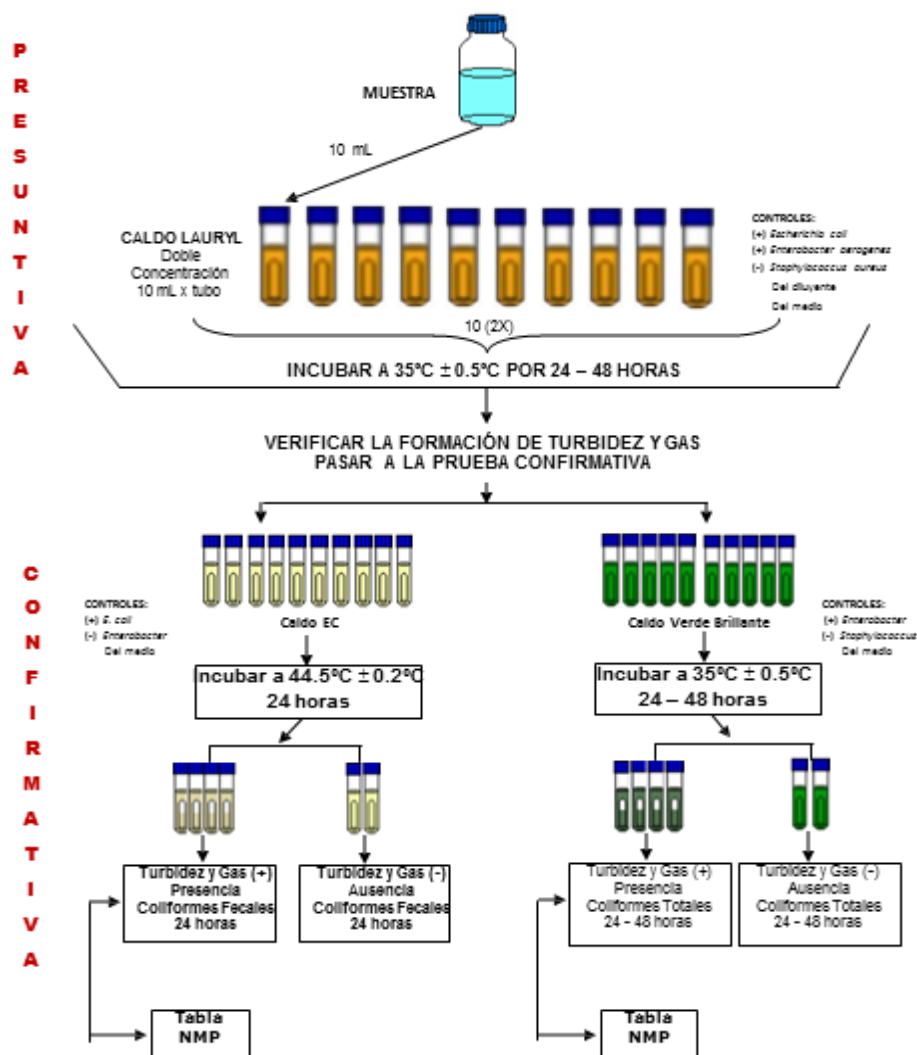 PRESUNTIVA
MUESTRA
10 mL
CALDO LAURYL
Doble
Concentración
10 mL x tubo
CONTROLES:
(+) Escherichia coli
(+) Enterobacter aerogenes
(-) Staphylococcus aureus
Del diluyente
Del medio
10 (2X)
INCUBAR A 35ºC ± 0.5ºC POR 24 – 48 HORAS
VERIFICAR LA FORMACIÓN DE TURBIDEZ Y GAS
PASAR A LA PRUEBA CONFIRMATIVA
CONFIRMATIVA
CONTROLES:
(+) E. coli
(-) Enterobacter
Del medio
Caldo EC
Caldo Verde Brillante
CONTROLES:
(+) Enterobacter
(-) Staphylococcus
Del medio
Incubar a 44.5ºC ± 0.2ºC
24 horas
Incubar a 35ºC ± 0.5ºC
24 – 48 horas
Turbidez y Gas (+)
Presencia
Coliformes Fecales
24 horas
Turbidez y Gas (-)
Ausencia
Coliformes Fecales
24 horas
Turbidez y Gas (+)
Presencia
Coliformes Totales
24 - 48 horas
Turbidez y Gas (-)
Ausencia
Coliformes Totales
24 - 48 horas
Tabla
NMP
Tabla
NMP